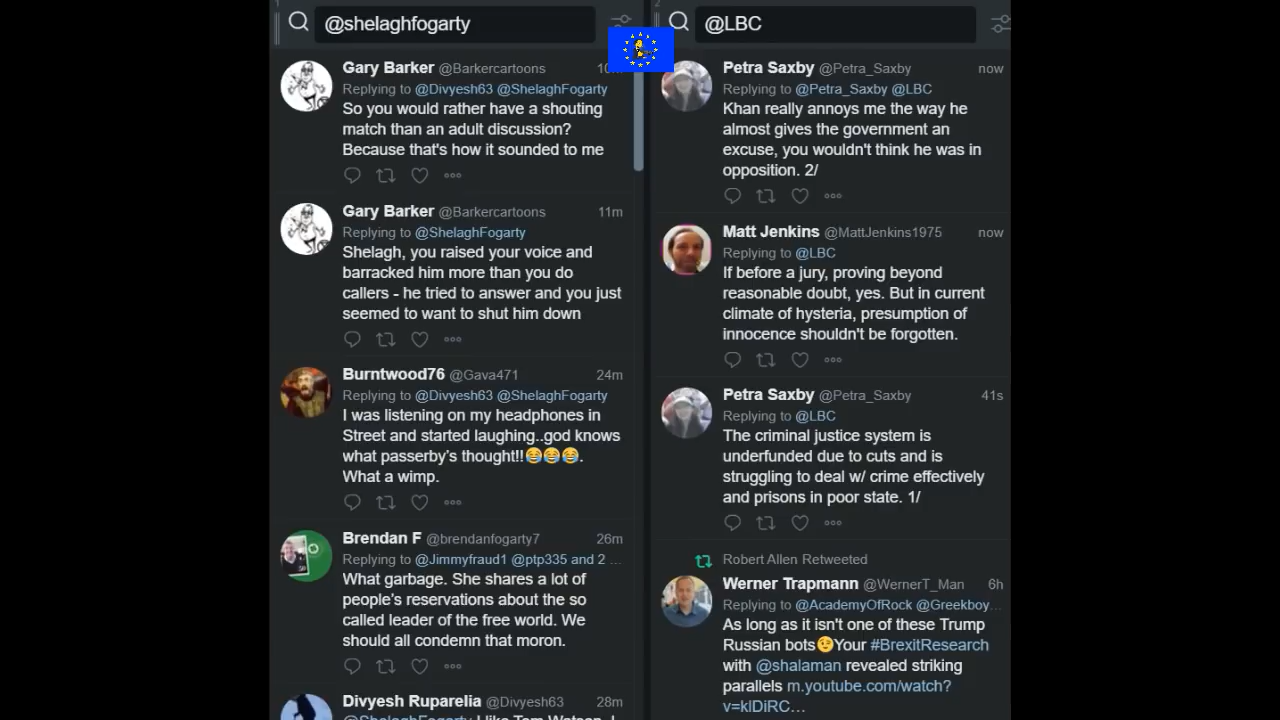 @shelaghfogarty
Gary Barker @Barkercartoons
Replying to @Divyesh63 @ShelaghFogarty
So you would rather have a shouting
match than an adult discussion?
Because that's how it sounded to me
Gary Barker @Barkercartoons 11m
Replying to @ShelaghFogarty
Shelagh, you raised your voice and
barracked him more than you do
callers - he tried to answer and you just
seemed to want to shut him down
Burntwood76 @Gava471 24m
Replying to @Divyesh63 @ShelaghFogarty
I was listening on my headphones in
Street and started laughing..god knows
what passerby's thought!!😂😂😂.
What a wimp.
Brendan F @brendanfogarty7 26m
Replying to @Jimmyfraud1 @ptp335 and 2 ...
What garbage. She shares a lot of
people's reservations about the so
called leader of the free world. We
should all condemn that moron.
Divyesh Ruparelia @Divyesh63 28m
@ShelaghFogarty I like Tom Watson. I
@LBC
Petra Saxby @Petra_Saxby now
Replying to @Petra_Saxby @LBC
Khan really annoys me the way he
almost gives the government an
excuse, you wouldn't think he was in
opposition. 2/
Matt Jenkins @MattJenkins1975 now
Replying to @LBC
If before a jury, proving beyond
reasonable doubt, yes. But in current
climate of hysteria, presumption of
innocence shouldn't be forgotten.
Petra Saxby @Petra_Saxby 41s
Replying to @LBC
The criminal justice system is
underfunded due to cuts and is
struggling to deal w/ crime effectively
and prisons in poor state. 1/
Robert Allen Retweeted
Werner Trapmann @WernerT_Man 6h
Replying to @AcademyOfRock @Greekboy...
As long as it isn't one of these Trump
Russian bots😉Your #BrexitResearch
with @shalaman revealed striking
parallels m.youtube.com/watch?
v=klDiRC...